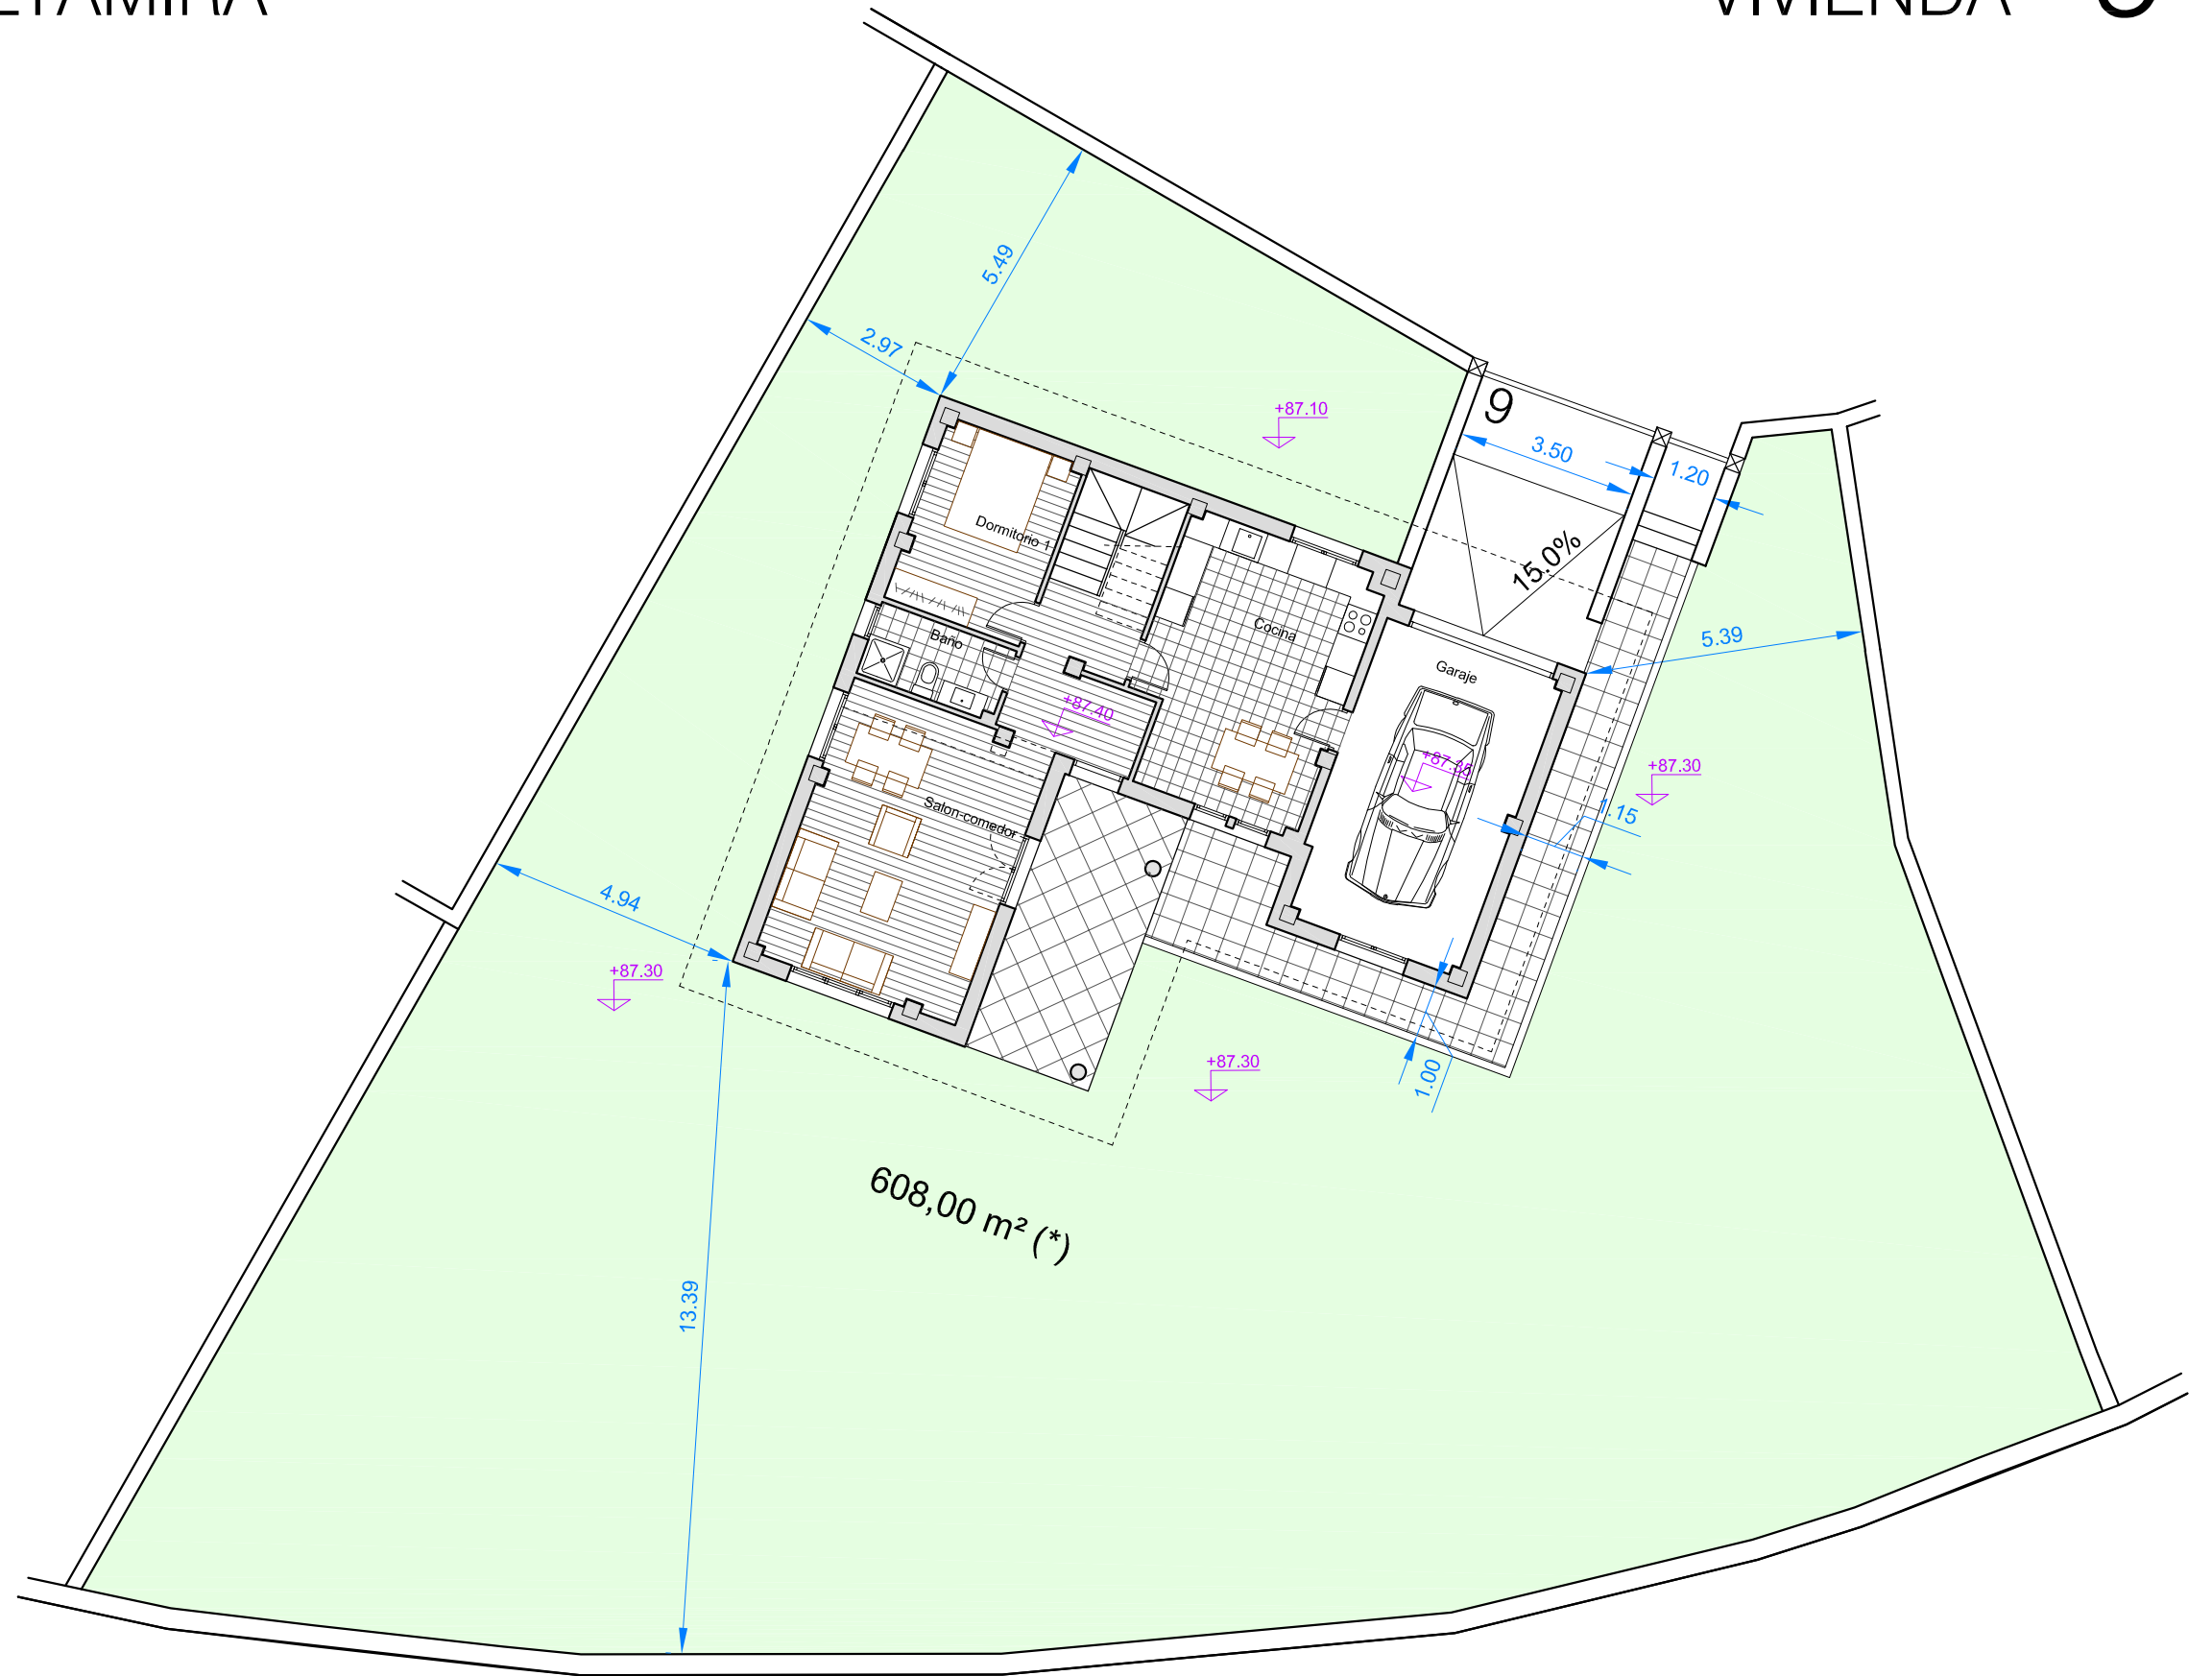 VIVIENDA
5.49
2.97
+87.10
9
3.50
1.20
15.0%
Dormitorio 1
Cocina
Baño
5.39
Garaje
+87.40
+87.35
+87.30
1.15
Salon-comedor
4.94
+87.30
+87.30
1.00
608,00 m² (*)
13.39